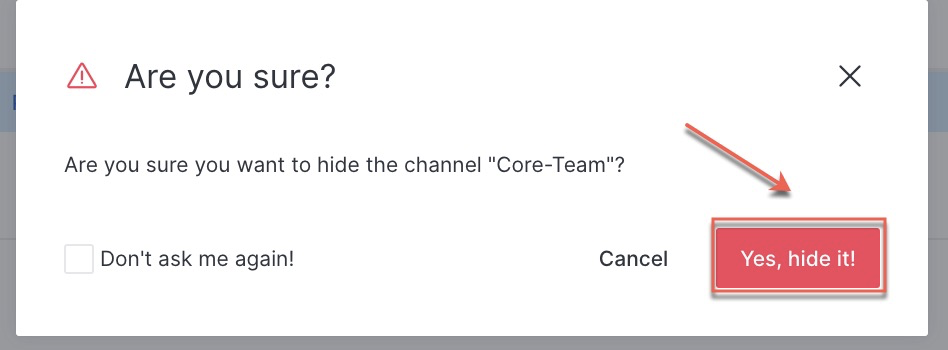 Are you sure?
Are you sure you want to hide the channel "Core-Team"?
Don't ask me again!
Cancel
Yes, hide it!